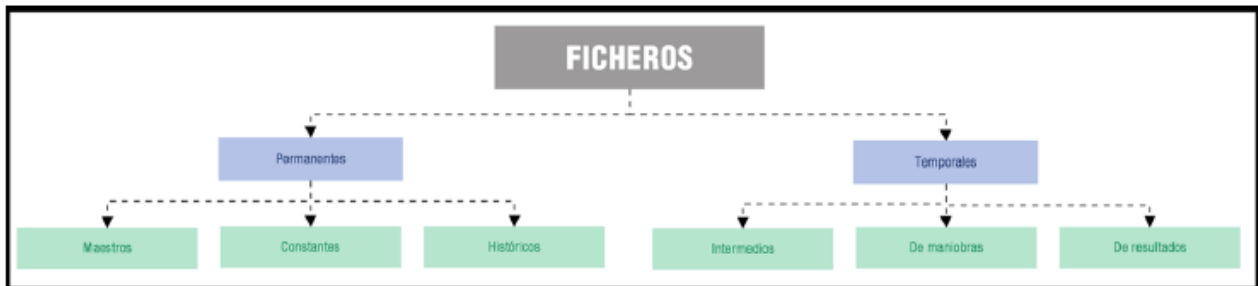 FICHEROS
Permanentes
Temporales
Maestros
Constantes
Históricos
Intermedios
De maniobras
De resultados